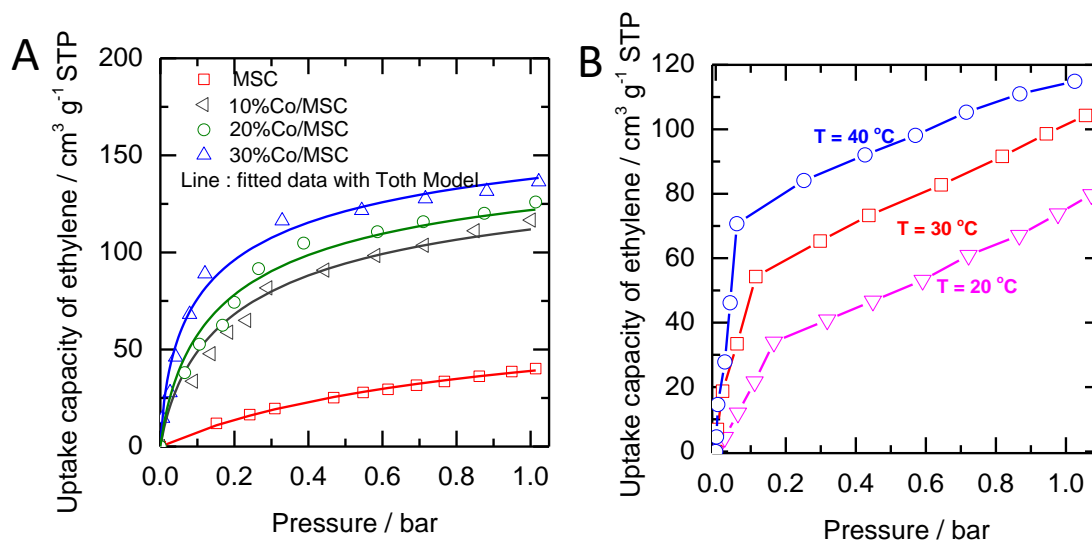 A
Uptake capacity of ethylene / cm³ g⁻¹ STP
200
150
100
50
0
MSC
10%Co/MSC
20%Co/MSC
30%Co/MSC
Line : fitted data with Toth Model
0.0 0.2 0.4 0.6 0.8 1.0
Pressure / bar
B
Uptake capacity of ethylene / cm³ g⁻¹ STP
120
100
80
60
40
20
0
T = 40 °C
T = 30 °C
T = 20 °C
0.0 0.2 0.4 0.6 0.8 1.0
Pressure / bar